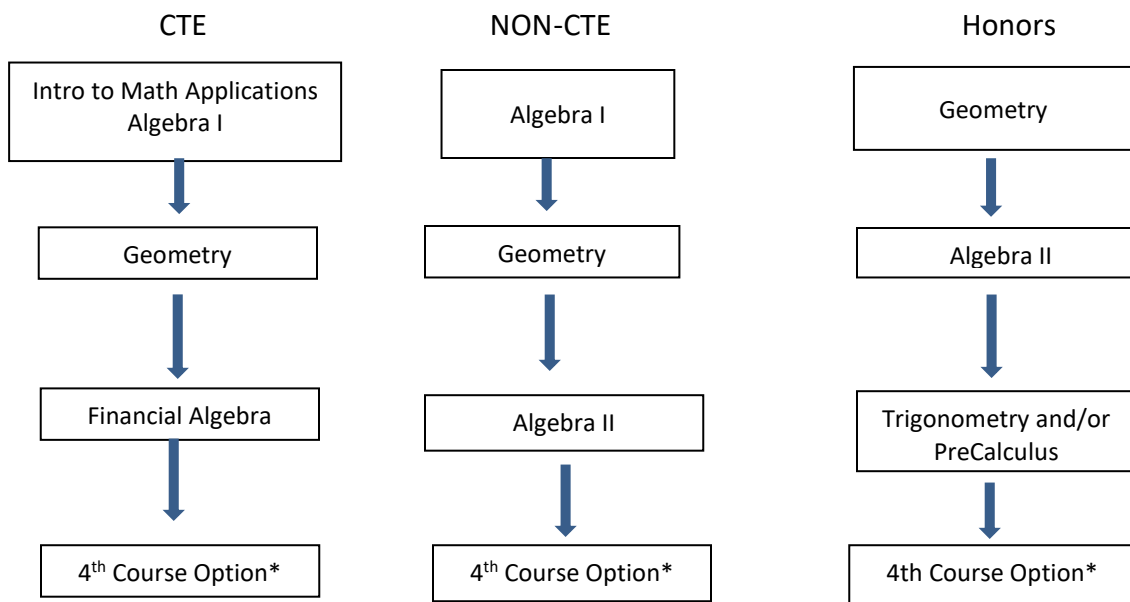 CTE
Intro to Math Applications
Algebra I
Geometry
Financial Algebra
4th Course Option*
NON-CTE
Algebra I
Geometry
Algebra II
4th Course Option*
Honors
Geometry
Algebra II
Trigonometry and/or
PreCalculus
4th Course Option*